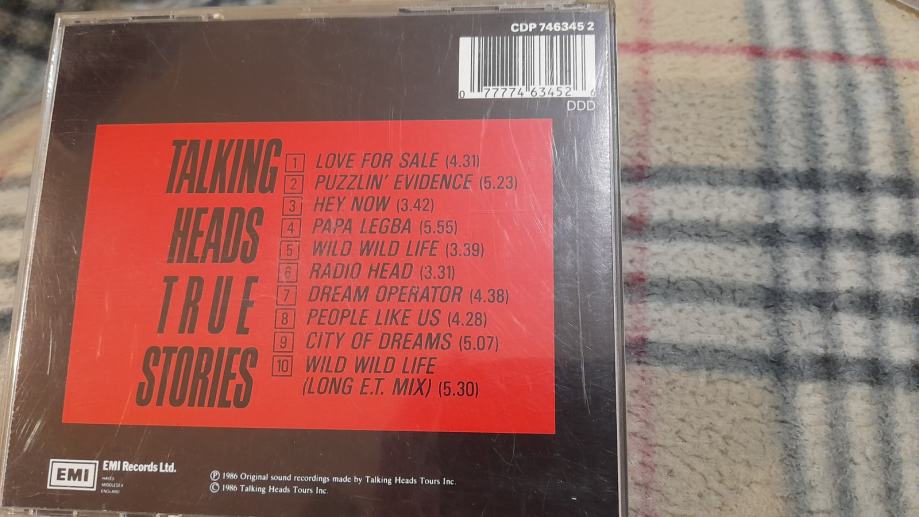 CDP 746345 2
0 77774 63452 6
DDD
TALKING
HEADS
TRUE
STORIES
1 LOVE FOR SALE (4.31)
2 PUZZLIN' EVIDENCE (5.23)
3 HEY NOW (3.42)
4 PAPA LEGBA (5.55)
5 WILD WILD LIFE (3.39)
6 RADIO HEAD (3.31)
7 DREAM OPERATOR (4.38)
8 PEOPLE LIKE US (4.28)
9 CITY OF DREAMS (5.07)
10 WILD WILD LIFE
(LONG E.T. MIX) (5.30)
EMI
EMI Records Ltd.
HAYES
MIDDLESEX
ENGLAND
℗ 1986 Original sound recordings made by Talking Heads Tours Inc.
© 1986 Talking Heads Tours Inc.